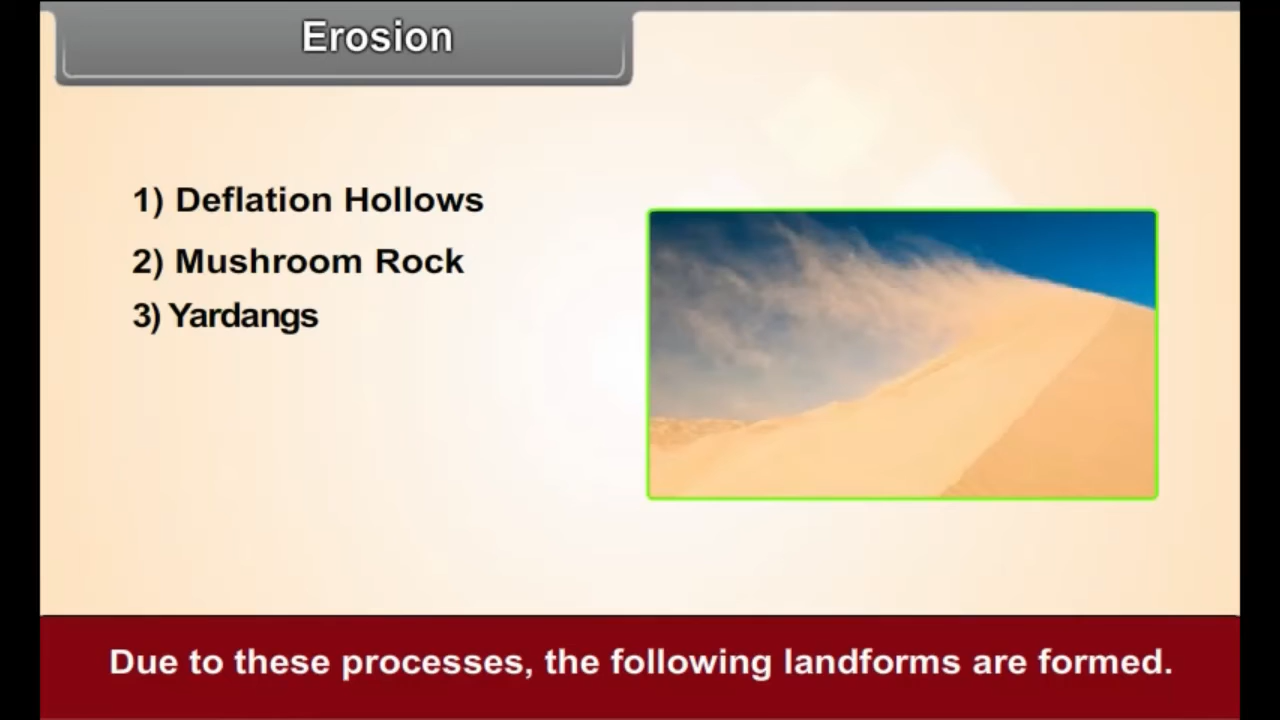 Erosion
1) Deflation Hollows
2) Mushroom Rock
3) Yardangs
Due to these processes, the following landforms are formed.